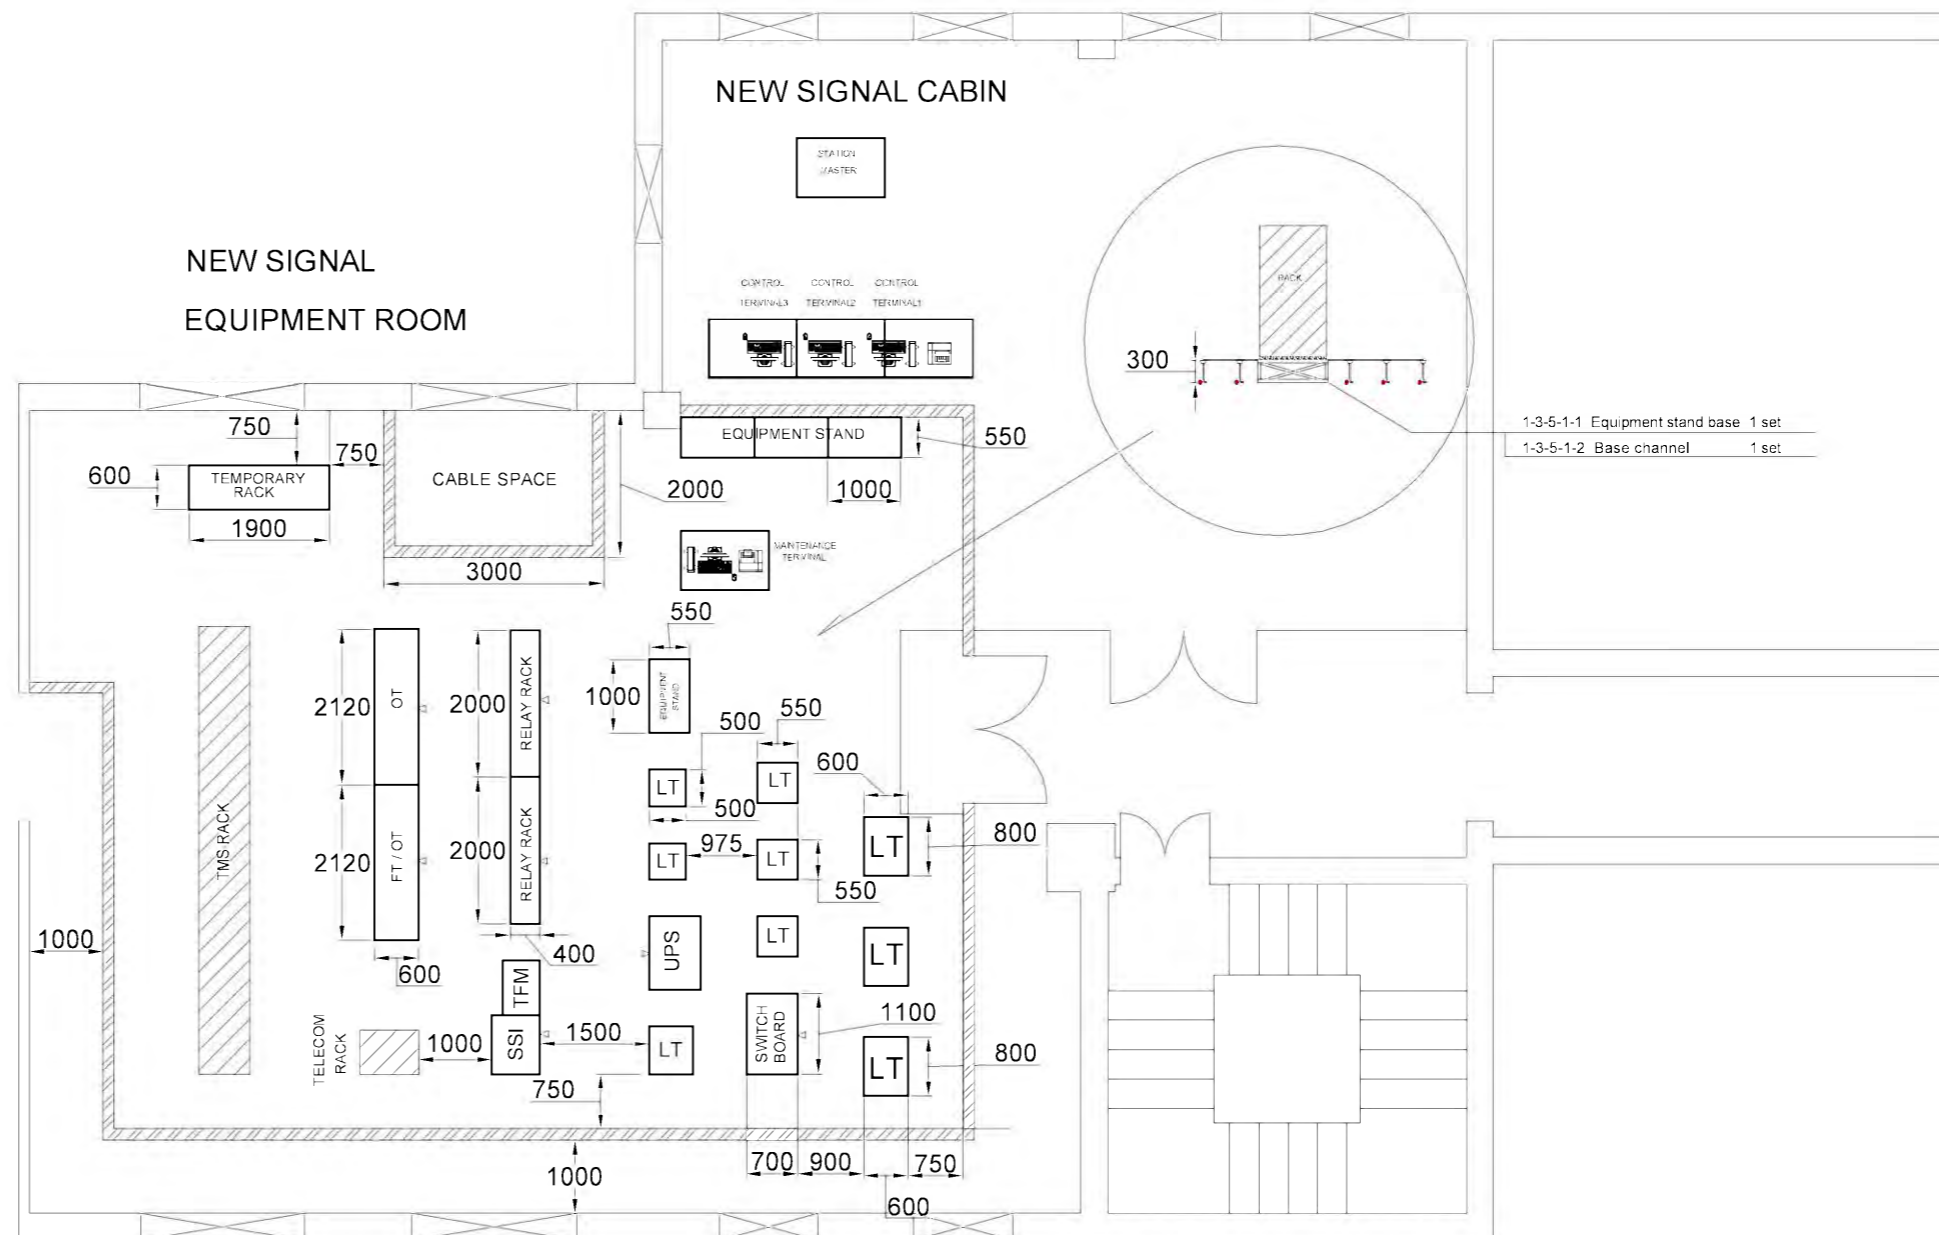 NEW SIGNAL CABIN
STATION
MASTER
NEW SIGNAL
EQUIPMENT ROOM
CONTROL
TERMINAL3
CONTROL
TERMINAL2
CONTROL
TERMINAL1
RACK
300
1-3-5-1-1 Equipment stand base 1 set
1-3-5-1-2 Base channel 1 set
750
750
600
TEMPORARY
RACK
1900
CABLE SPACE
2000
3000
EQUIPMENT STAND
550
1000
MAINTENANCE
TERMINAL
550
1000
EQUIPMENT
STAND
2120
OT
2000
RELAY RACK
500
550
600
LT
LT
500
TMS RACK
2120
FT / OT
2000
RELAY RACK
LT
975
LT
550
LT
800
1000
600
400
UPS
LT
LT
TFM
TELECOM
RACK
1000
SSI
1500
LT
SWITCH
BOARD
1100
LT
800
750
1000
700
900
750
600